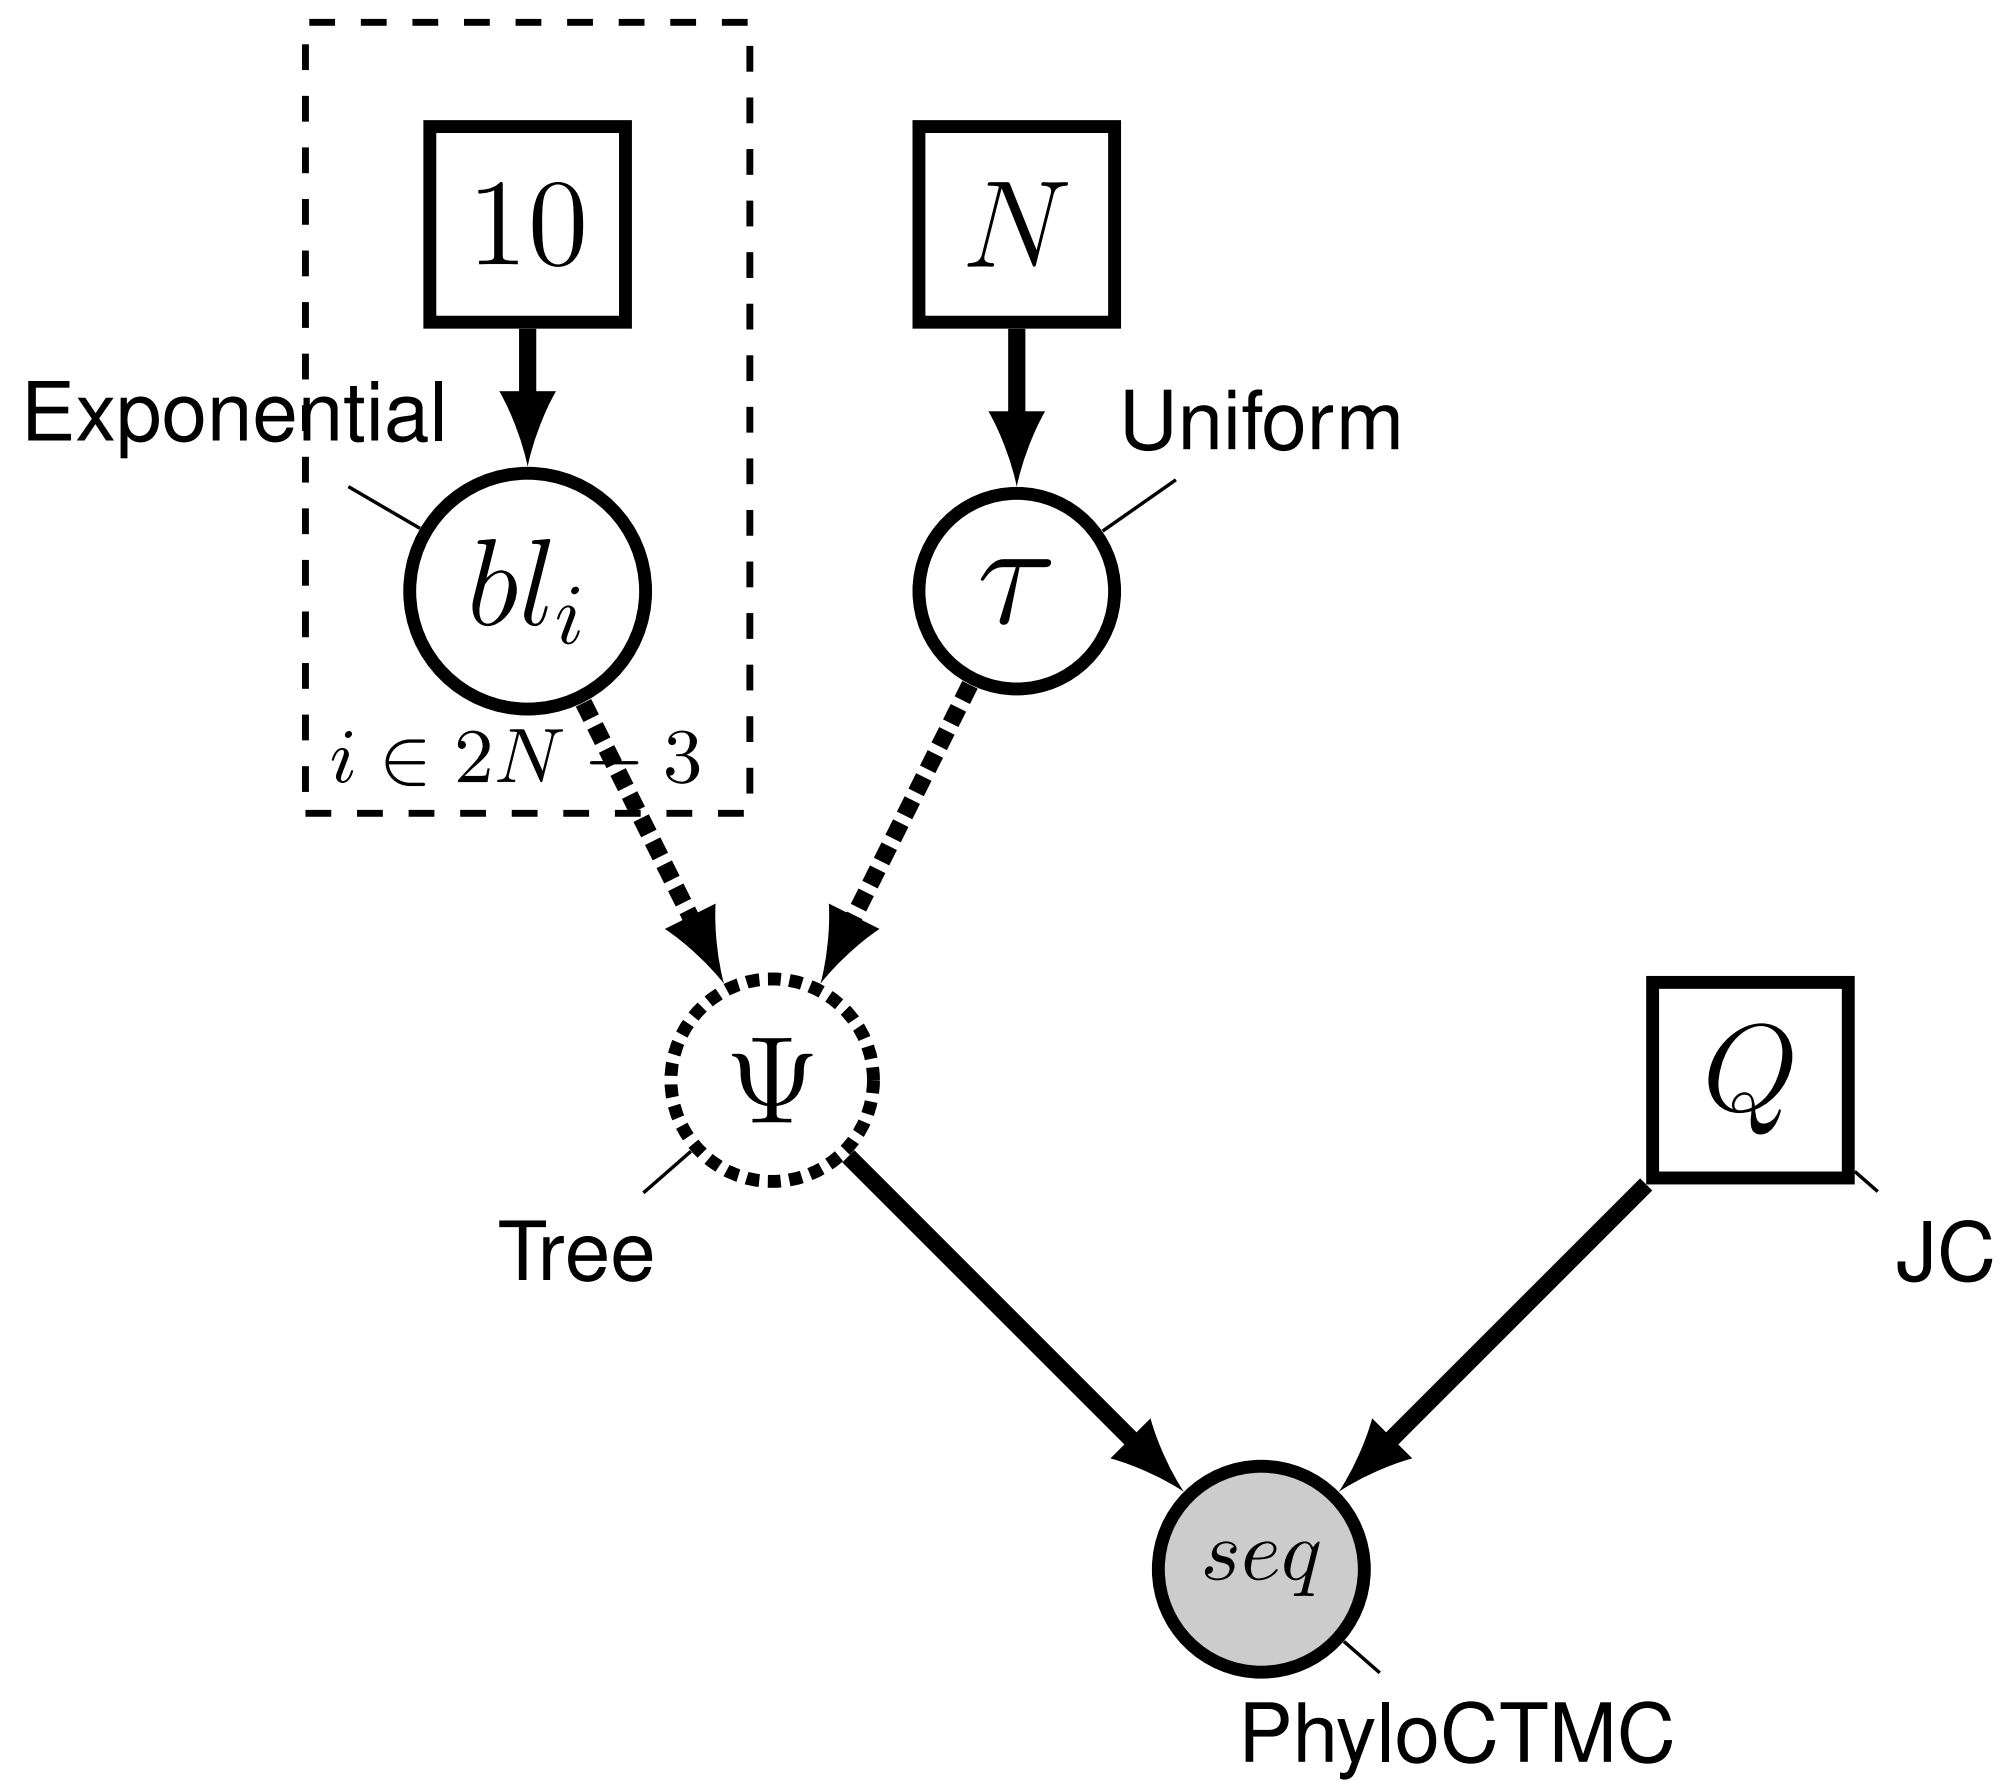 10
N
Exponential
Uniform
bl_i
τ
i ∈ 2N − 3
Ψ
Q
Tree
JC
seq
PhyloCTMC